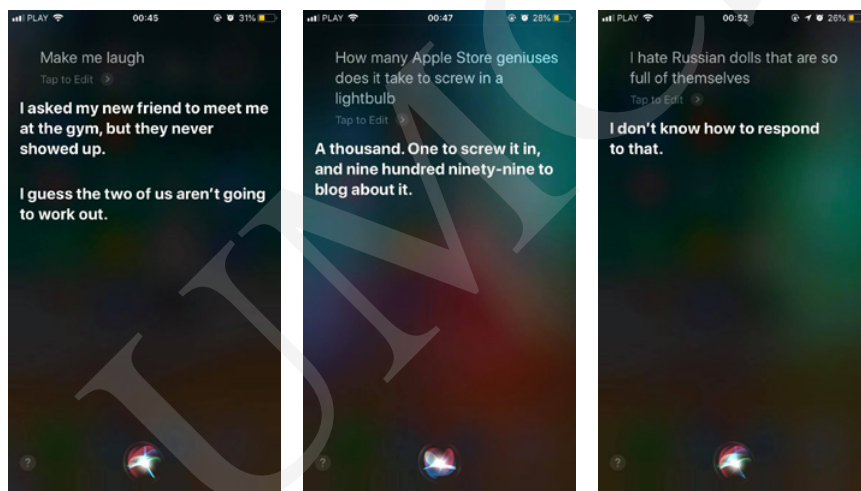 PLAY 00:45 31%
Make me laugh
Tap to Edit
I asked my new friend to meet me
at the gym, but they never
showed up.
I guess the two of us aren't going
to work out.
?
PLAY 00:47 28%
How many Apple Store geniuses
does it take to screw in a
lightbulb
Tap to Edit
A thousand. One to screw it in,
and nine hundred ninety-nine to
blog about it.
?
PLAY 00:52 26%
I hate Russian dolls that are so
full of themselves
Tap to Edit
I don't know how to respond
to that.
?
UMC